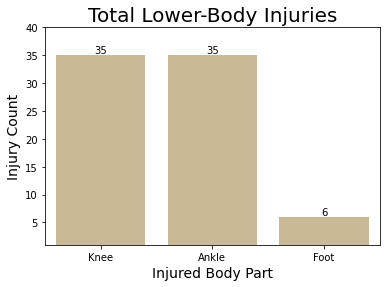 Total Lower-Body Injuries
40
35
30
25
20
15
10
5
Injury Count
35
35
6
Knee
Ankle
Foot
Injured Body Part